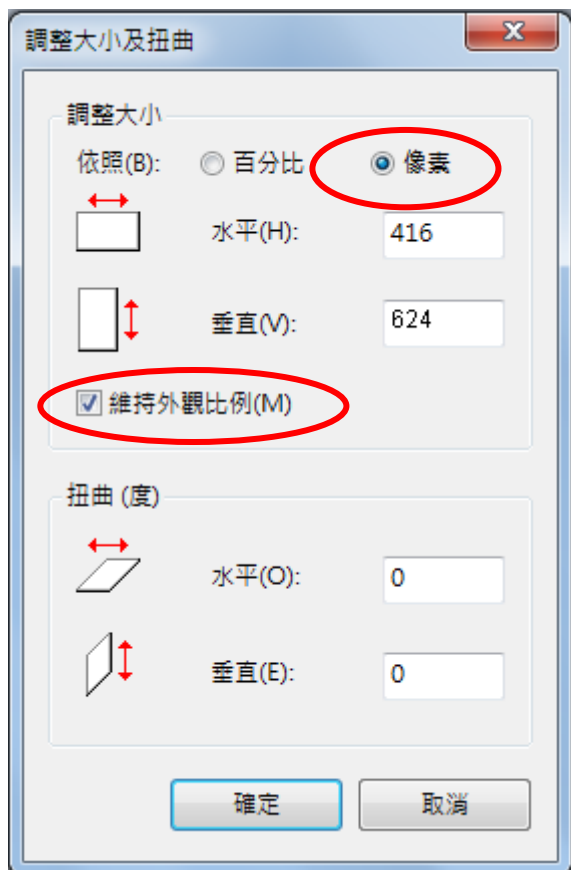 調整大小及扭曲
調整大小
依照(B): 百分比 像素
水平(H): 416
垂直(V): 624
維持外觀比例(M)
扭曲 (度)
水平(O): 0
垂直(E): 0
確定 取消